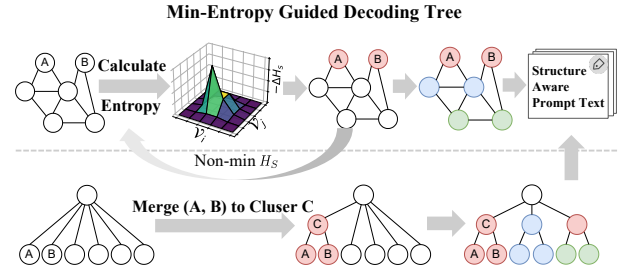 Min-Entropy Guided Decoding Tree
A
B
Calculate
Entropy
-ΔH_S
𝒱_i
𝒱_j
A
B
A
B
Structure
Aware
Prompt Text
Non-min H_S
Merge (A, B) to Cluser C
A
B
C
A
B
C
A
B